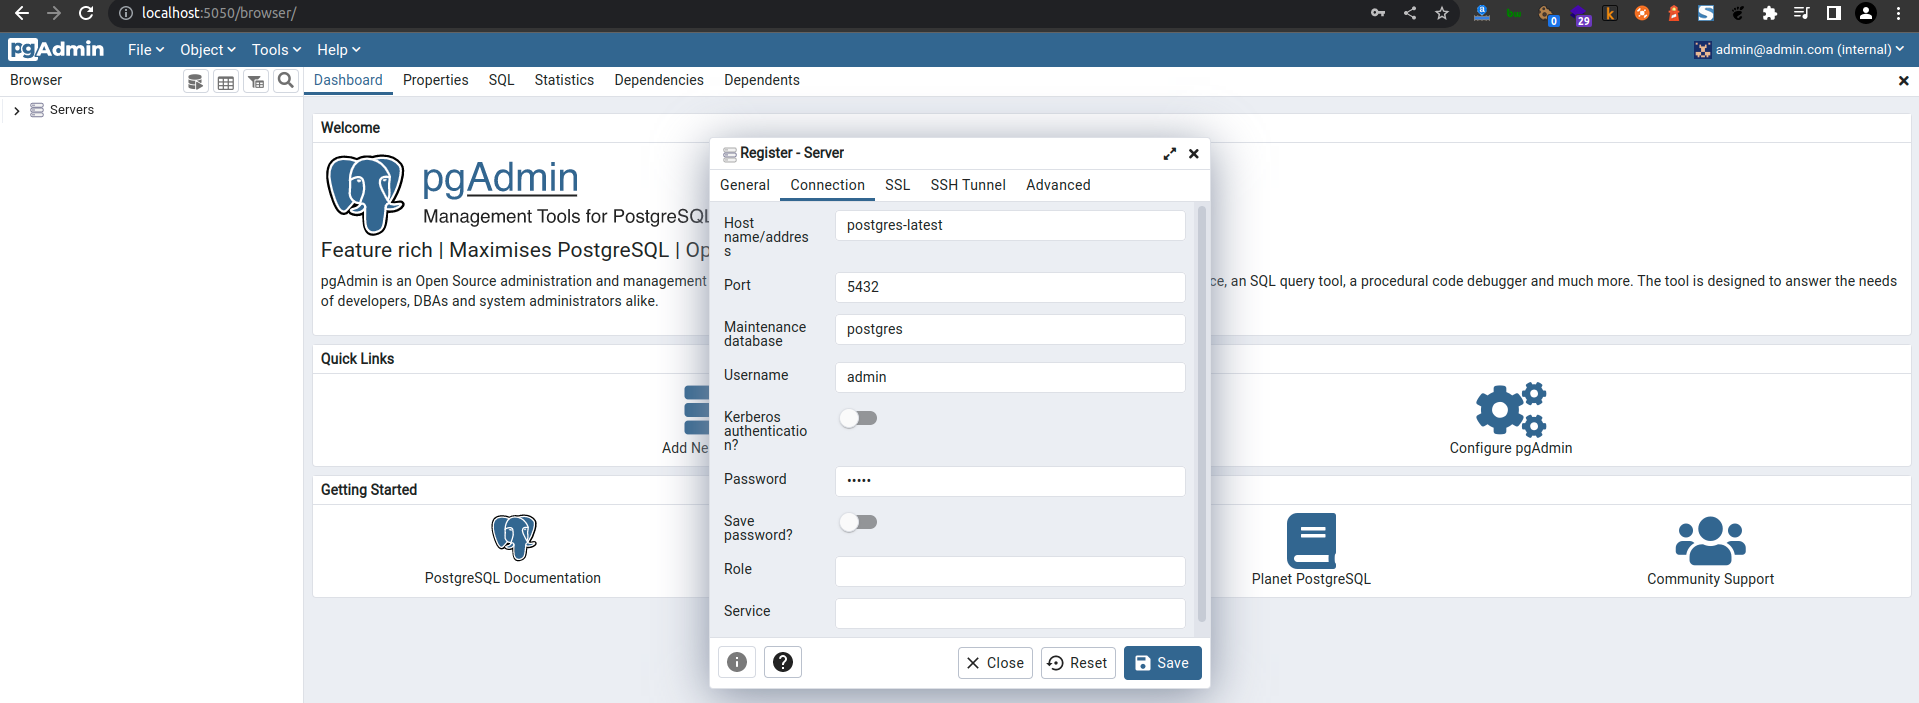 localhost:5050/browser/
a
bw
0
29
k
S
pgAdmin
File
Object
Tools
Help
admin@admin.com (internal)
Browser
Dashboard
Properties
SQL
Statistics
Dependencies
Dependents
Servers
Welcome
pgAdmin
Management Tools for PostgreSQL
Feature rich | Maximises PostgreSQL | Op
pgAdmin is an Open Source administration and management
ce, an SQL query tool, a procedural code debugger and much more. The tool is designed to answer the needs
of developers, DBAs and system administrators alike.
Quick Links
Add Ne
Configure pgAdmin
Getting Started
PostgreSQL Documentation
Planet PostgreSQL
Community Support
Register - Server
General
Connection
SSL
SSH Tunnel
Advanced
Host
name/addres
s
postgres-latest
Port
5432
Maintenance
database
postgres
Username
admin
Kerberos
authenticatio
n?
Password
•••••
Save
password?
Role
Service
Close
Reset
Save